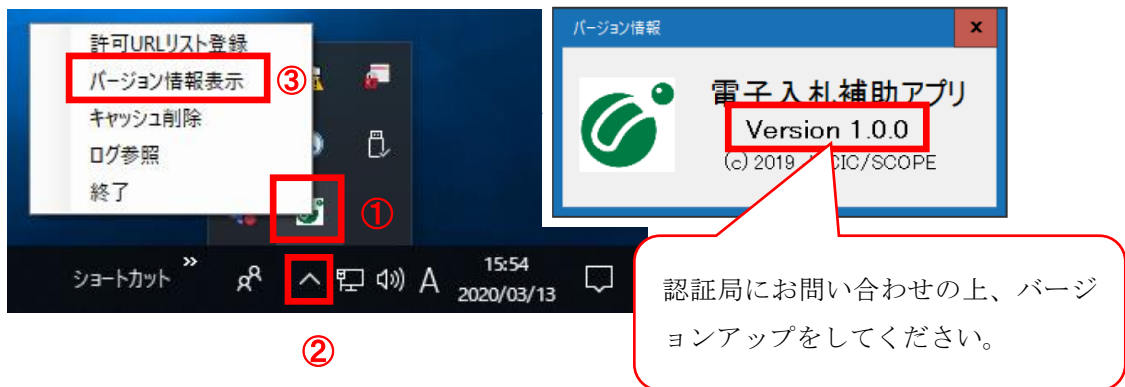 許可URLリスト登録
バージョン情報表示
③
キャッシュ削除
ログ参照
終了
①
ショートカット
»
A
15:54
2020/03/13
②
バージョン情報
x
電子入札補助アプリ
Version 1.0.0
(c) 2019 CIC/SCOPE
認証局にお問い合わせの上、バージ
ョンアップをしてください。